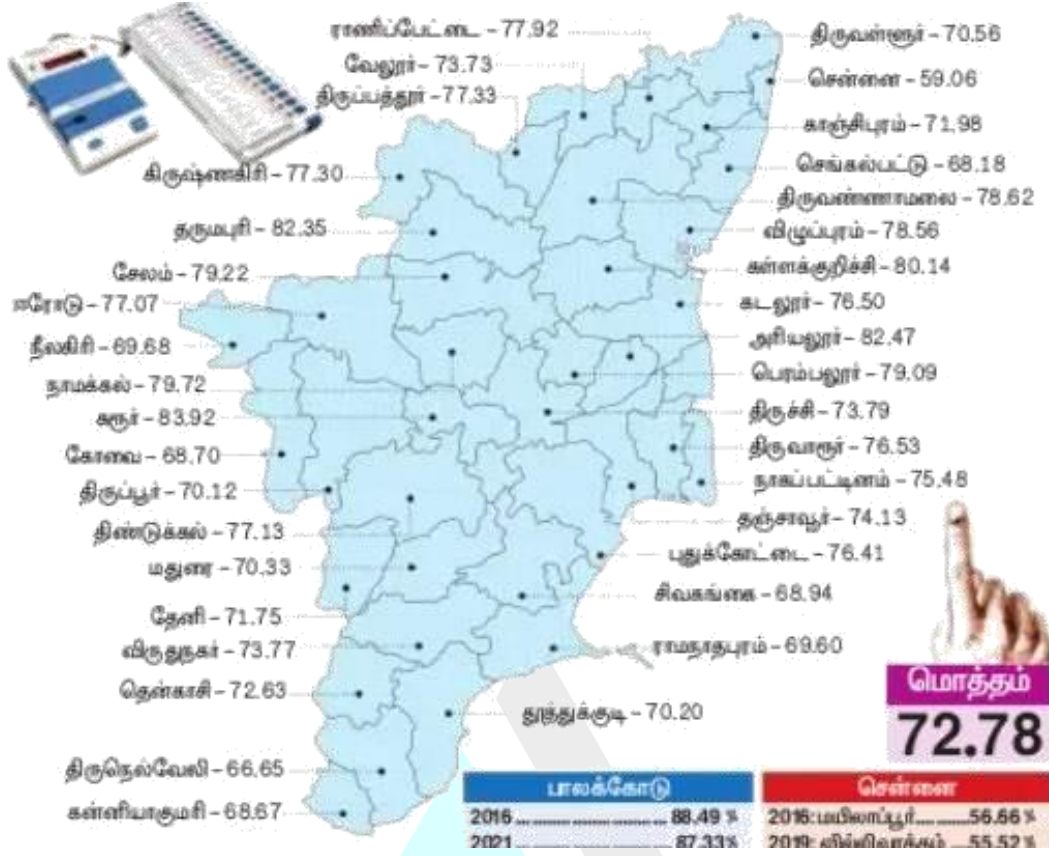 ராணிப்பேட்டை – 77.92
வேலூர் – 73.73
திருப்பத்தூர் – 77.33
கிருஷ்ணகிரி – 77.30
தருமபுரி – 82.35
சேலம் – 79.22
ஈரோடு – 77.07
நீலகிரி – 69.68
நாமக்கல் – 79.72
கரூர் – 83.92
கோவை – 68.70
திருப்பூர் – 70.12
திண்டுக்கல் – 77.13
மதுரை – 70.33
தேனி – 71.75
விருதுநகர் – 73.77
தென்காசி – 72.63
திருநெல்வேலி – 66.65
கன்னியாகுமரி – 68.67
திருவள்ளூர் – 70.56
சென்னை – 59.06
காஞ்சிபுரம் – 71.98
செங்கல்பட்டு – 68.18
திருவண்ணாமலை – 78.62
விழுப்புரம் – 78.56
கள்ளக்குறிச்சி – 80.14
கடலூர் – 76.50
அரியலூர் – 82.47
பெரம்பலூர் – 79.09
திருச்சி – 73.79
திருவாரூர் – 76.53
நாகப்பட்டினம் – 75.48
தஞ்சாவூர் – 74.13
புதுக்கோட்டை – 76.41
சிவகங்கை – 68.94
ராமநாதபுரம் – 69.60
தூத்துக்குடி – 70.20
மொத்தம்
72.78
பாலக்கோடு
2016 ........................ 88.49 %
2021 ........................ 87.33%
சென்னை
2016: மயிலாப்பூர் ......... 56.66 %
2019: வில்லிவாக்கம் ..... 55.52 %